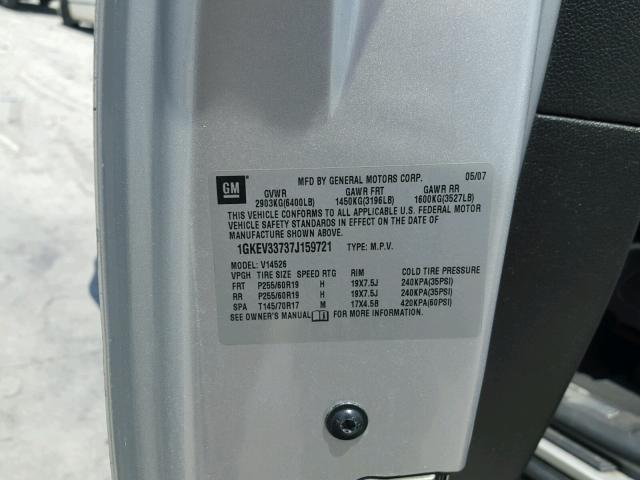 GM
MFD BY GENERAL MOTORS CORP. 05/07
GVWR GAWR FRT GAWR RR
2903KG(6400LB) 1450KG(3196LB) 1600KG(3527LB)
THIS VEHICLE CONFORMS TO ALL APPLICABLE U.S. FEDERAL MOTOR
VEHICLE SAFETY STANDARDS IN EFFECT ON THE DATE OF
MANUFACTURE SHOWN ABOVE.
1GKEV33737J159721 TYPE: M.P.V.
MODEL: V14526
VPGH TIRE SIZE SPEED RTG RIM COLD TIRE PRESSURE
FRT P255/60R19 H 19X7.5J 240KPA(35PSI)
RR P255/60R19 H 19X7.5J 240KPA(35PSI)
SPA T145/70R17 M 17X4.5B 420KPA(60PSI)
SEE OWNER'S MANUAL FOR MORE INFORMATION.